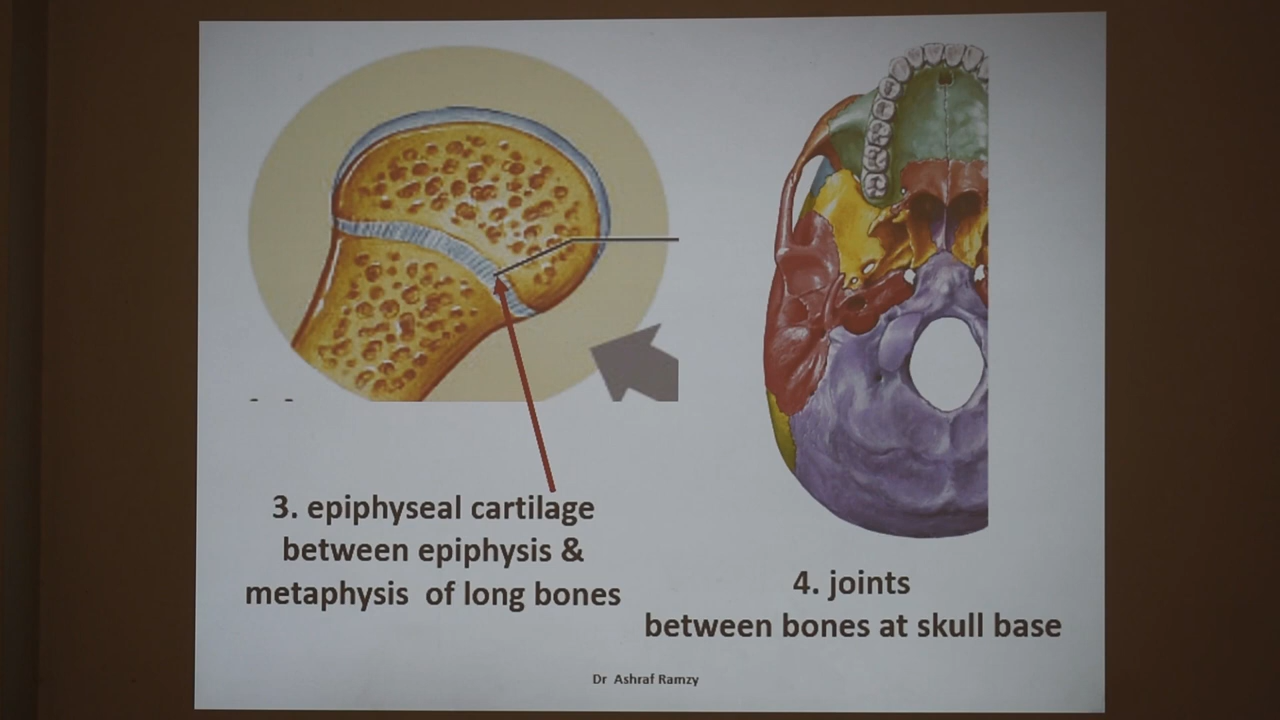 3. epiphyseal cartilage
between epiphysis &
metaphysis of long bones
4. joints
between bones at skull base
Dr Ashraf Ramzy